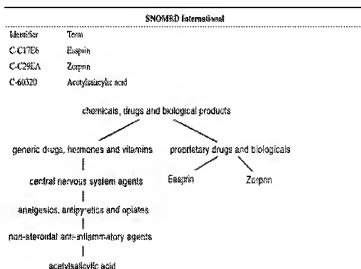 SNOMED International
Identifier Term
C-C17E6 Easprin
C-C29EA Zorprin
C-60320 Acetylsalicylic acid
chemicals, drugs and biological products
generic drugs, hormones and vitamins proprietary drugs and biologicals
central nervous system agents Easprin Zorprin
analgesics, antipyretics and opiates
non-steroidal anti-inflammatory agents
acetylsalicylic acid